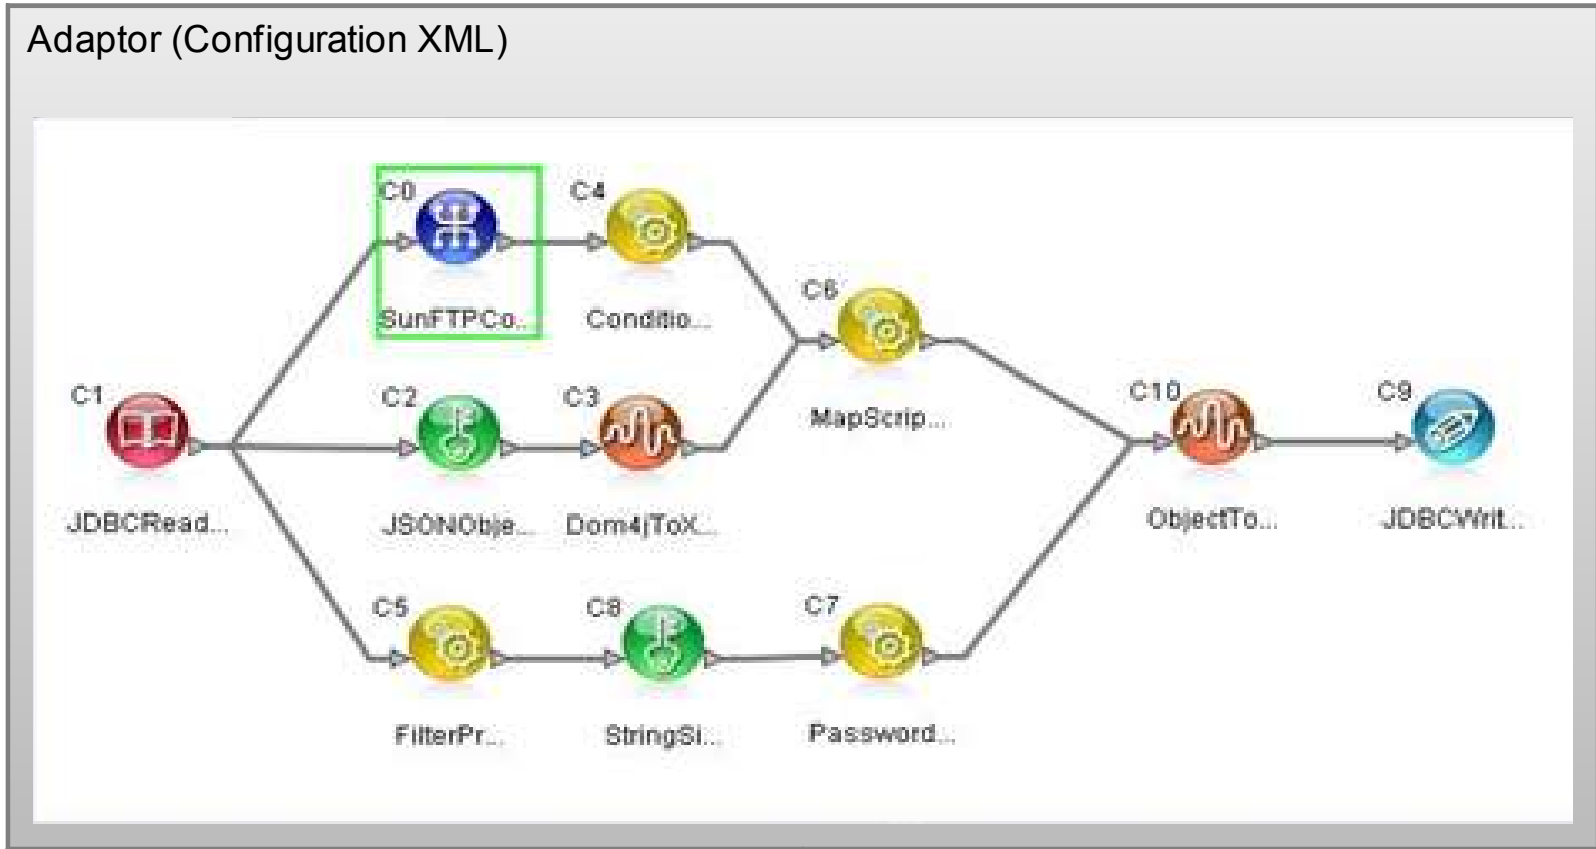 Adaptor (Configuration XML)
C0
SunFTPCo...
C4
Conditio...
C6
MapScrip...
C1
JDBCRead...
C2
JSONObje...
C3
Dom4jToX...
C10
ObjectTo...
C9
JDBCWrit...
C5
FilterPr...
C8
StringSi...
C7
Password...